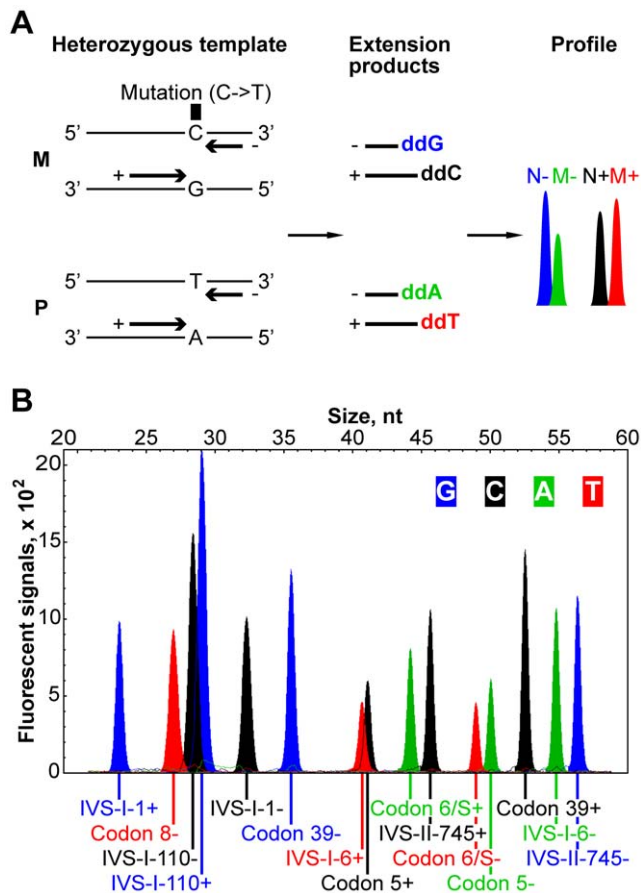 A
Heterozygous template
Extension products
Profile
Mutation (C->T)
5' C 3'
-
M
+
3' G 5'
- ddG
+ ddC
N- M- N+ M+
5' T 3'
-
P
+
3' A 5'
- ddA
+ ddT
B
Size, nt
20 25 30 35 40 45 50 55 60
Fluorescent signals, x 10²
20
15
10
5
0
G C A T
IVS-I-1+
Codon 8-
IVS-I-110-
IVS-I-110+
IVS-I-1-
Codon 39-
IVS-I-6+
Codon 5+
Codon 6/S+
IVS-II-745+
Codon 6/S-
Codon 5-
Codon 39+
IVS-I-6-
IVS-II-745-